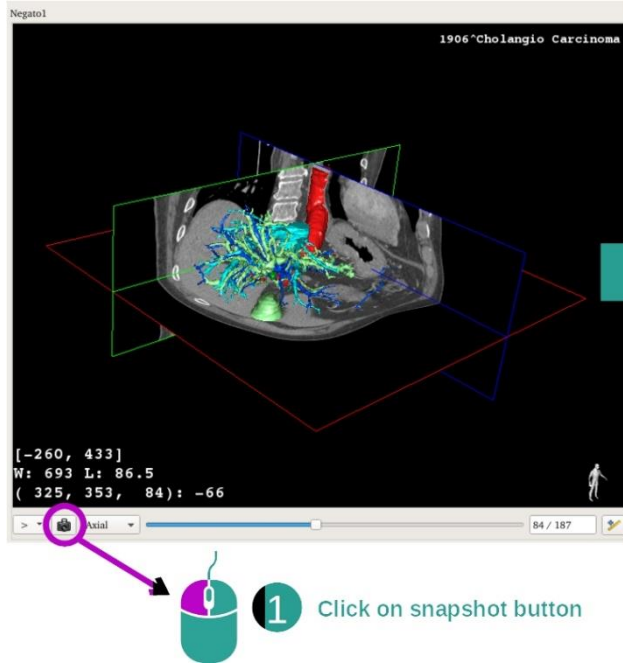 Negato1
1906^Cholangio Carcinoma
[-260, 433]
W: 693 L: 86.5
( 325, 353,  84): -66
> Axial 84 / 187
1 Click on snapshot button